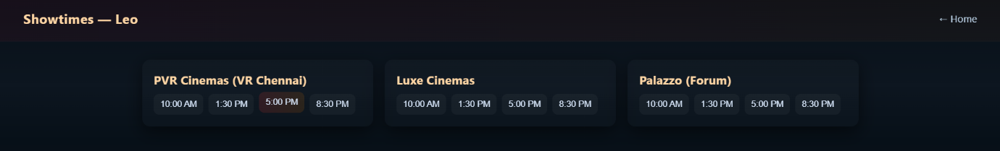 Showtimes — Leo
← Home
PVR Cinemas (VR Chennai)
10:00 AM 1:30 PM 5:00 PM 8:30 PM
Luxe Cinemas
10:00 AM 1:30 PM 5:00 PM 8:30 PM
Palazzo (Forum)
10:00 AM 1:30 PM 5:00 PM 8:30 PM